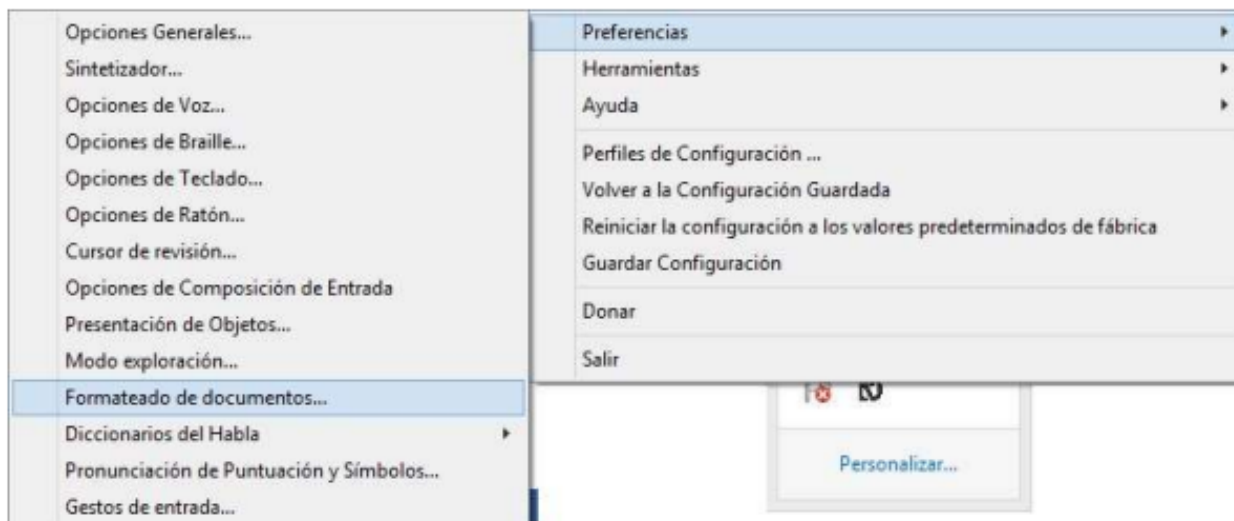 Opciones Generales...
Sintetizador...
Opciones de Voz...
Opciones de Braille...
Opciones de Teclado...
Opciones de Ratón...
Cursor de revisión...
Opciones de Composición de Entrada
Presentación de Objetos...
Modo exploración...
Formateado de documentos...
Diccionarios del Habla
Pronunciación de Puntuación y Símbolos...
Gestos de entrada...
Preferencias
Herramientas
Ayuda
Perfiles de Configuración ...
Volver a la Configuración Guardada
Reiniciar la configuración a los valores predeterminados de fábrica
Guardar Configuración
Donar
Salir
Personalizar...